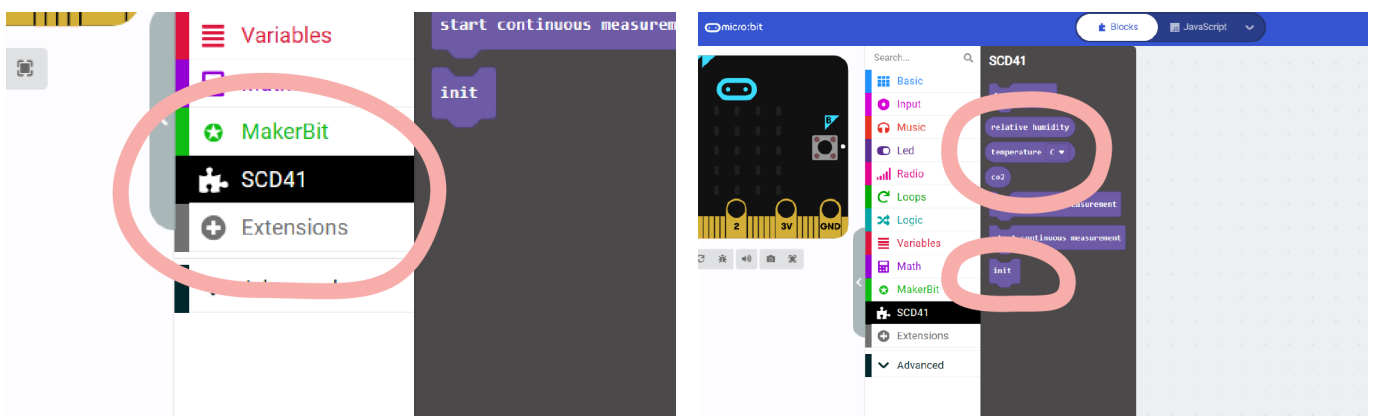 Variables
MakerBit
SCD41
Extensions
start continuous measurem
init
micro:bit
Blocks
JavaScript
Search...
Basic
Input
Music
Led
Radio
Loops
Logic
Variables
Math
MakerBit
SCD41
Extensions
Advanced
2
3V
GND
B
SCD41
relative humidity
temperature C
co2
measurement
continuous measurement
init